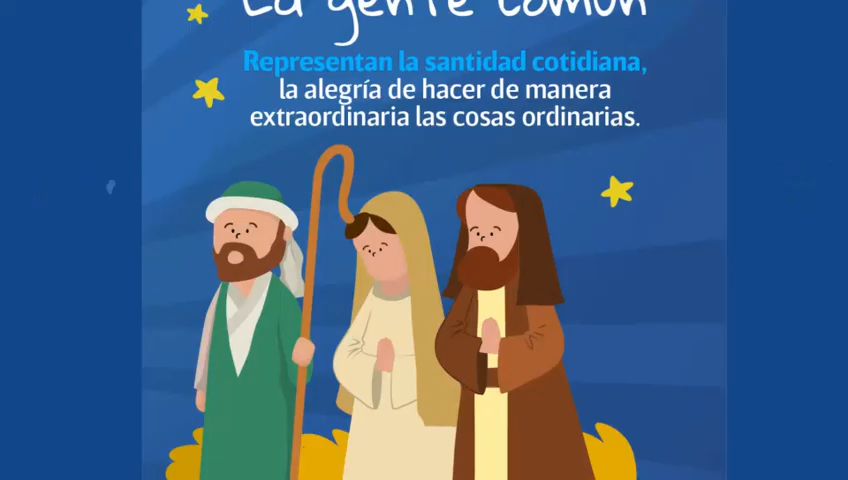 La gente común
Representan la santidad cotidiana,
la alegría de hacer de manera
extraordinaria las cosas ordinarias.